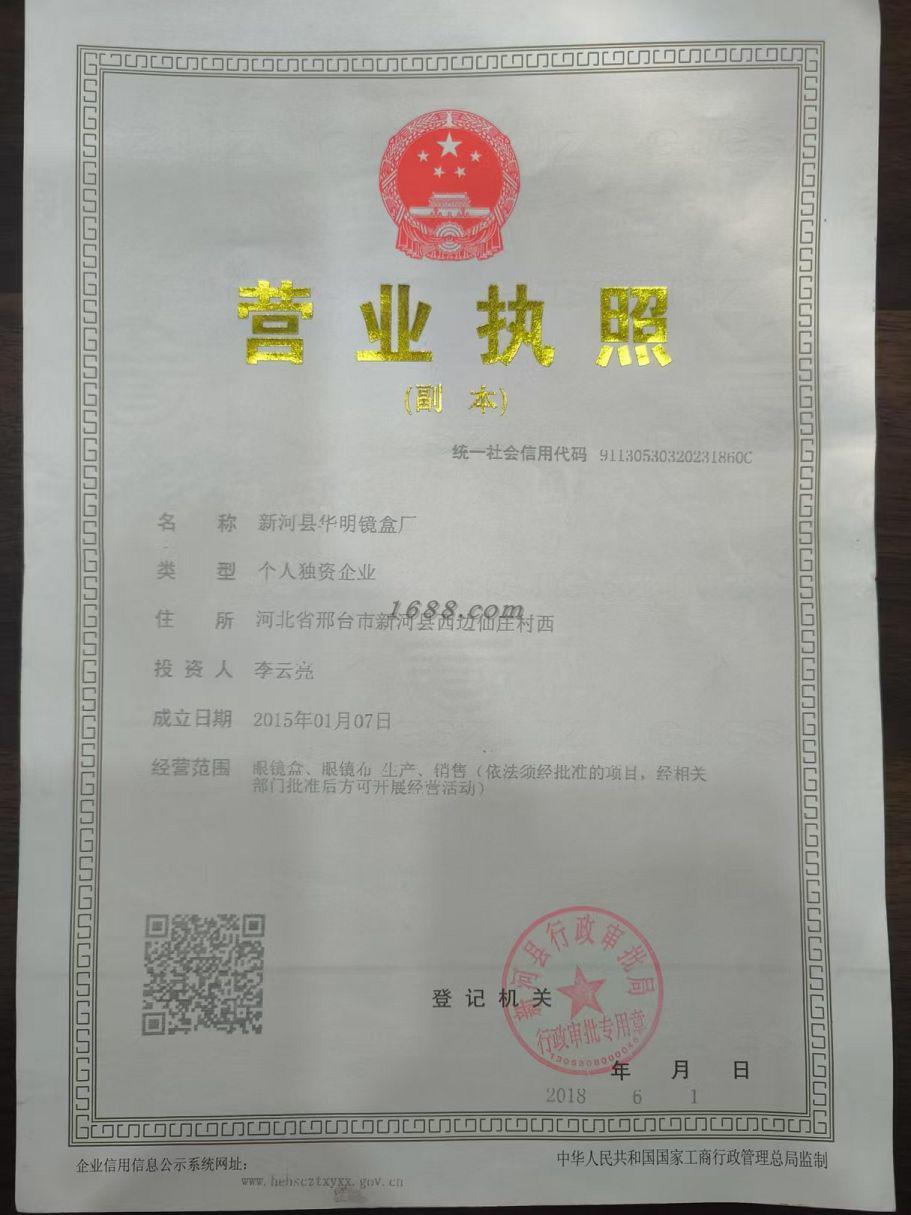 营业执照
(副 本)
统一社会信用代码 91130530320231860C
名 称 新河县华明镜盒厂
类 型 个人独资企业
住 所 河北省邢台市新河县西边仙庄村西
1688.com
投资人 李云亮
成立日期 2015年01月07日
经营范围 眼镜盒、眼镜布 生产、销售（依法须经批准的项目，经相关
部门批准后方可开展经营活动）
新河县行政审批局
登记机关
行政审批专用章
年 月 日
2018 6 1
企业信用信息公示系统网址：
www.hebscztxyxx.gov.cn
中华人民共和国国家工商行政管理总局监制